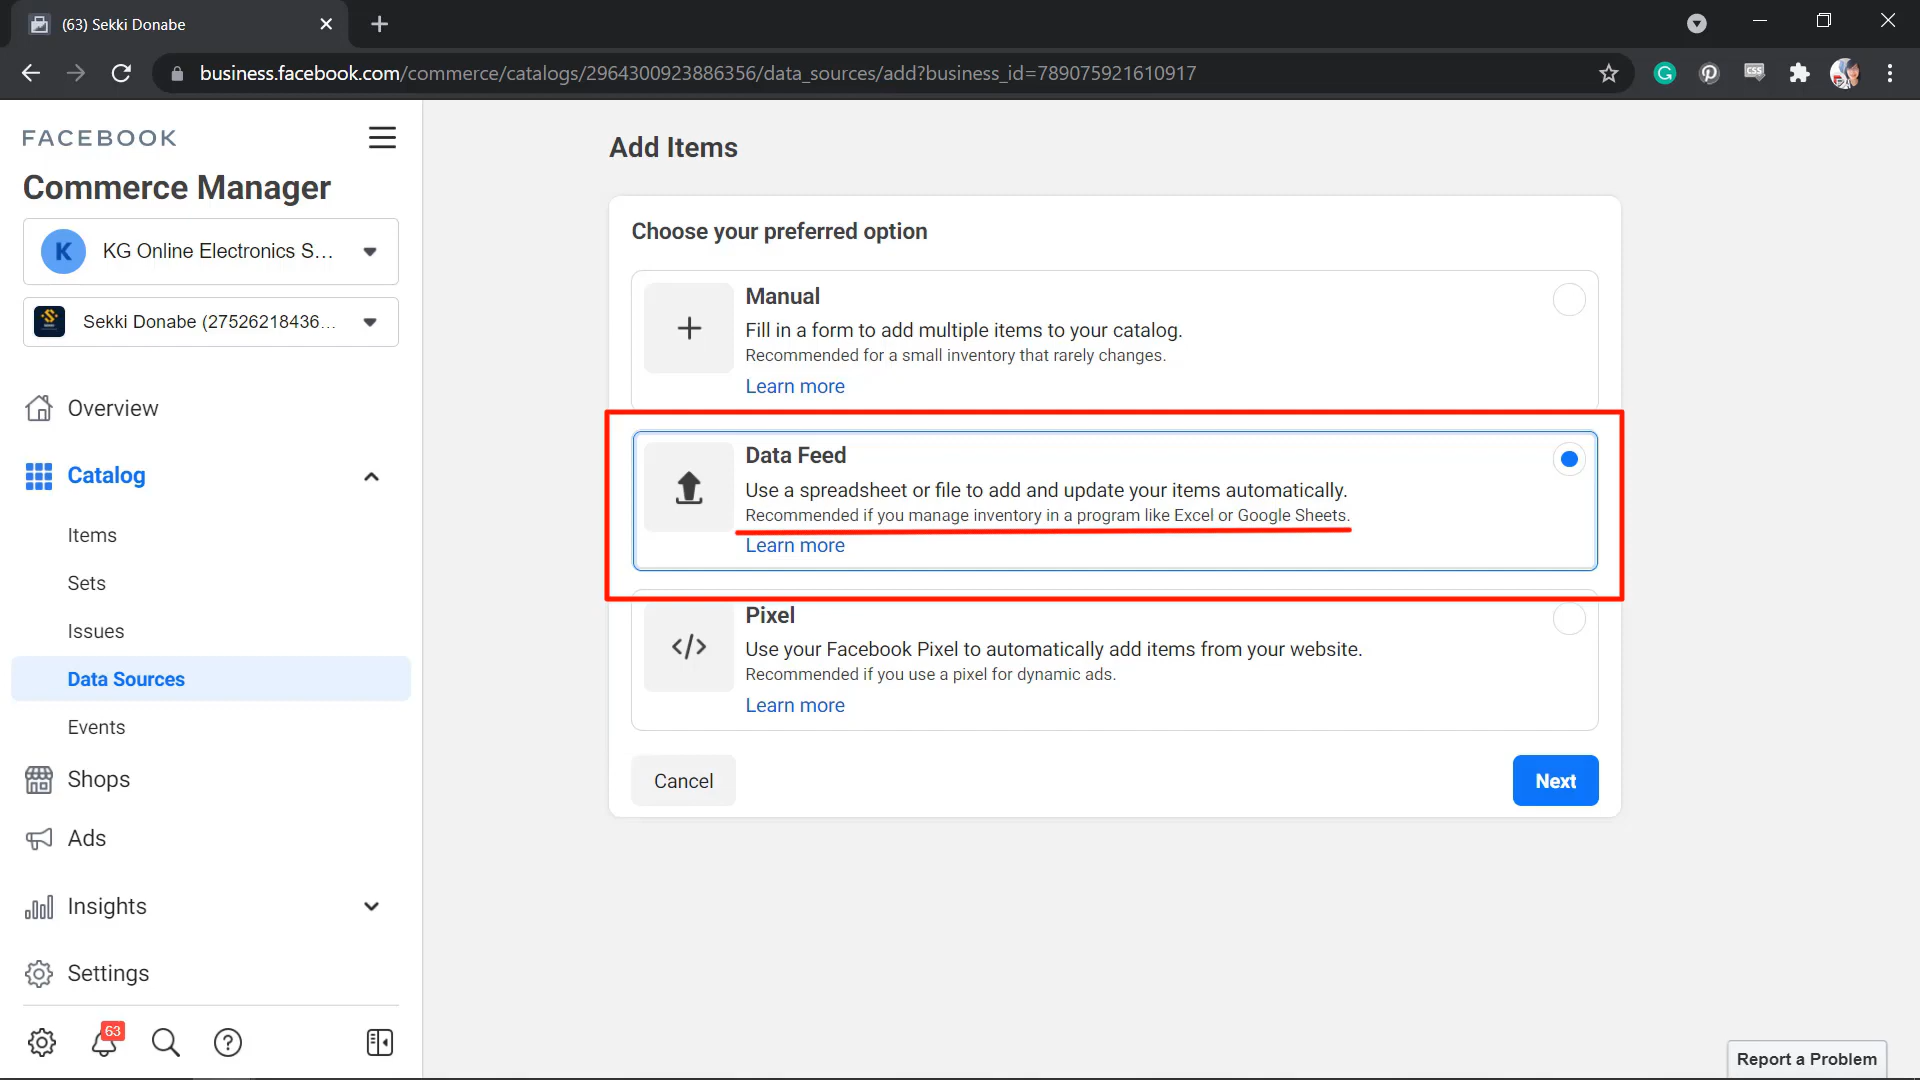 (63) Sekki Donabe
business.facebook.com/commerce/catalogs/2964300923886356/data_sources/add?business_id=789075921610917
CSS
FACEBOOK
Commerce Manager
K
KG Online Electronics S...
Sekki Donabe (27526218436...
Overview
Catalog
Items
Sets
Issues
Data Sources
Events
Shops
Ads
Insights
Settings
63
Add Items
Choose your preferred option
Manual
Fill in a form to add multiple items to your catalog.
Recommended for a small inventory that rarely changes.
Learn more
Data Feed
Use a spreadsheet or file to add and update your items automatically.
Recommended if you manage inventory in a program like Excel or Google Sheets.
Learn more
Pixel
Use your Facebook Pixel to automatically add items from your website.
Recommended if you use a pixel for dynamic ads.
Learn more
Cancel
Next
Report a Problem